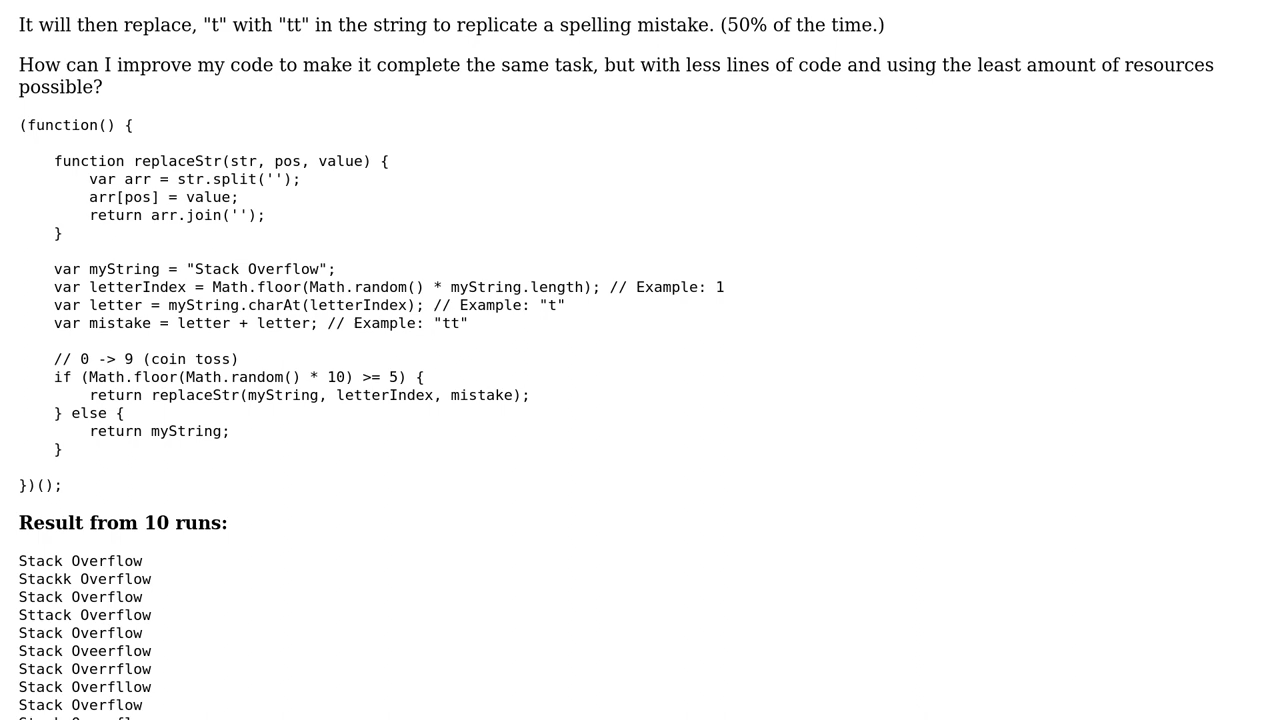 It will then replace, "t" with "tt" in the string to replicate a spelling mistake. (50% of the time.)
How can I improve my code to make it complete the same task, but with less lines of code and using the least amount of resources
possible?
(function() {
    function replaceStr(str, pos, value) {
        var arr = str.split('');
        arr[pos] = value;
        return arr.join('');
    }
    var myString = "Stack Overflow";
    var letterIndex = Math.floor(Math.random() * myString.length); // Example: 1
    var letter = myString.charAt(letterIndex); // Example: "t"
    var mistake = letter + letter; // Example: "tt"
    // 0 -> 9 (coin toss)
    if (Math.floor(Math.random() * 10) >= 5) {
        return replaceStr(myString, letterIndex, mistake);
    } else {
        return myString;
    }
})();
Result from 10 runs:
Stack Overflow
Stackk Overflow
Stack Overflow
Sttack Overflow
Stack Overflow
Stack Oveerflow
Stack Overrflow
Stack Overfllow
Stack Overflow